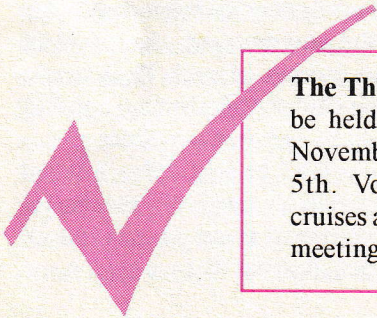 The Th
be held
Novemb
5th. Vo
cruises a
meeting